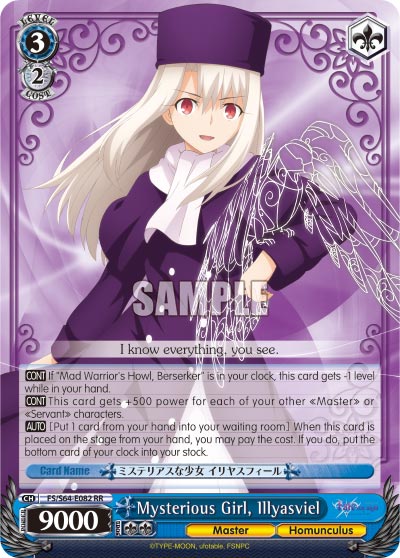 LEVEL
3
2
COST
SAMPLE
I know everything, you see.
CONT If "Mad Warrior's Howl, Berserker" is in your clock, this card gets -1 level
while in your hand.
CONT This card gets +500 power for each of your other «Master» or
«Servant» characters.
AUTO [Put 1 card from your hand into your waiting room] When this card is
placed on the stage from your hand, you may pay the cost. If you do, put the
bottom card of your clock into your stock.
Card Name ミステリアスな少女 イリヤスフィール
CH FS/S64-E082 RR
POWER 9000 SOUL Mysterious Girl, Illyasviel
Master Homunculus
©TYPE-MOON, ufotable, FSNPC